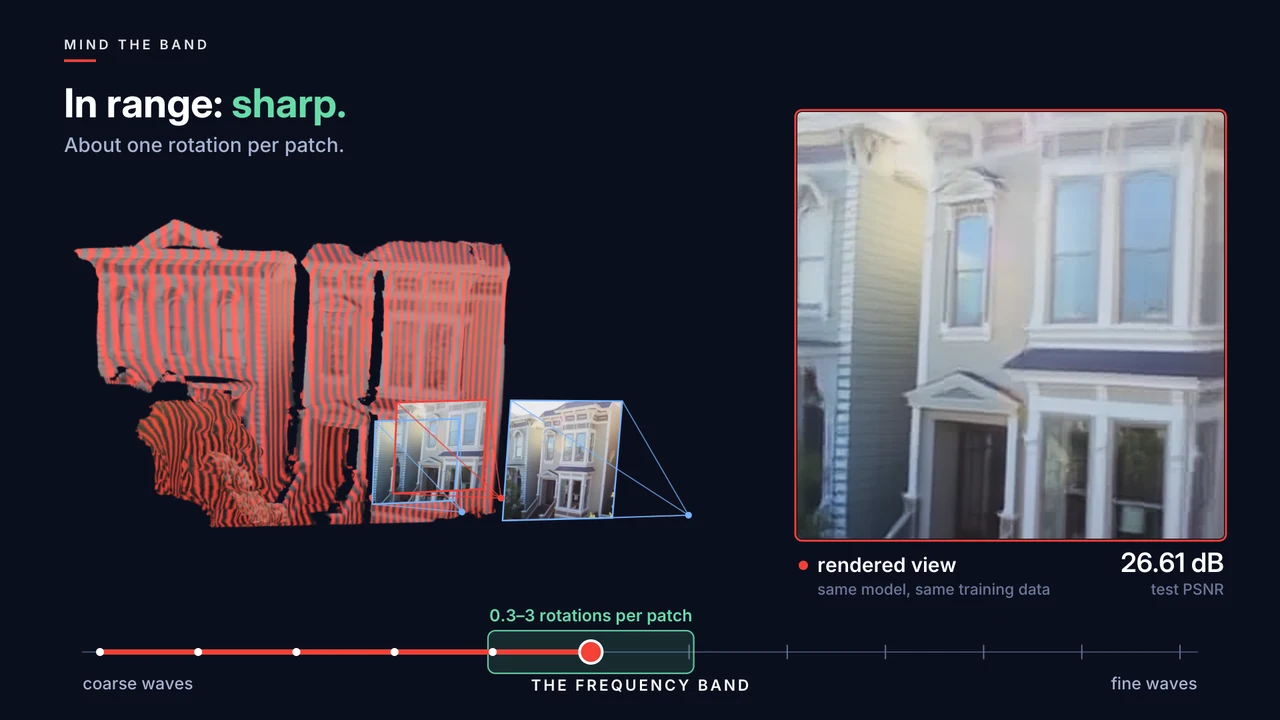 MIND THE BAND
In range: sharp.
About one rotation per patch.
rendered view
26.61 dB
same model, same training data
test PSNR
0.3–3 rotations per patch
coarse waves
THE FREQUENCY BAND
fine waves